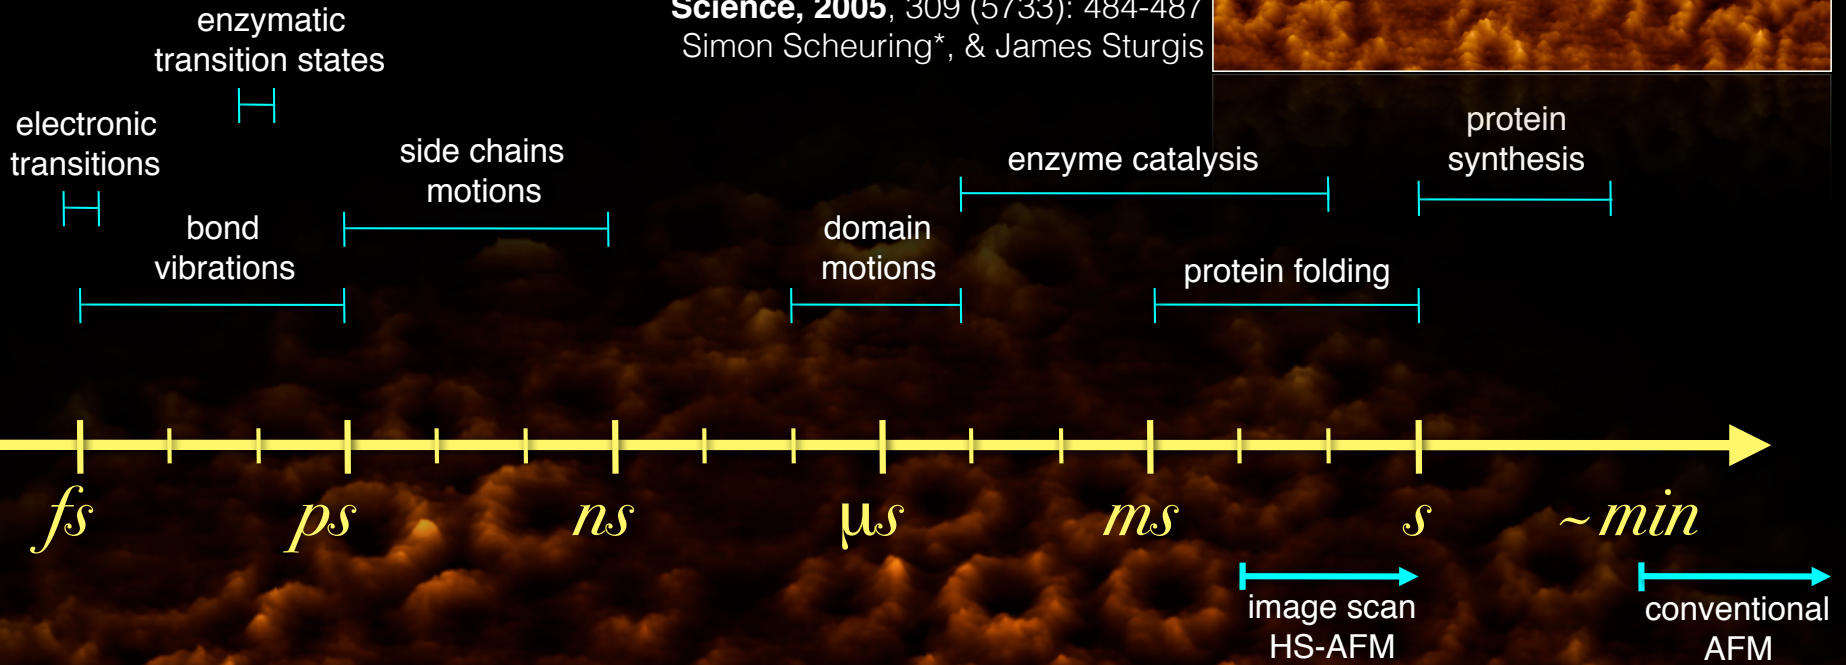 enzymatic
transition states
Science, 2005, 309 (5733): 484-487
Simon Scheuring*, & James Sturgis
electronic
transitions
side chains
motions
enzyme catalysis
protein
synthesis
bond
vibrations
domain
motions
protein folding
fs ps ns µs ms s ~min
image scan
HS-AFM
conventional
AFM